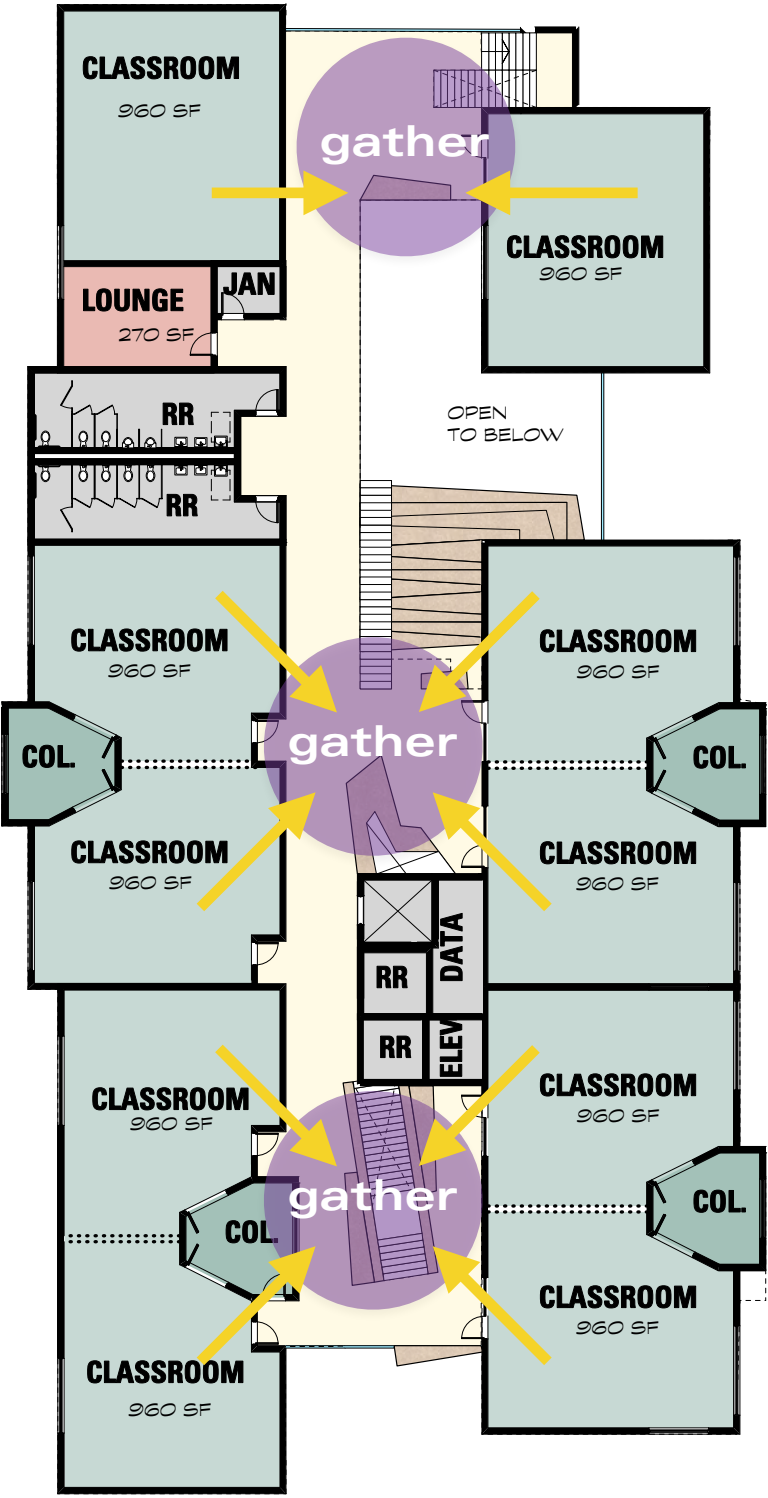 CLASSROOM
960 SF
gather
CLASSROOM
960 SF
JAN
LOUNGE
270 SF
RR
OPEN
TO BELOW
RR
CLASSROOM
960 SF
CLASSROOM
960 SF
COL.
gather
COL.
CLASSROOM
960 SF
CLASSROOM
960 SF
DATA
RR
RR
ELEV
CLASSROOM
960 SF
CLASSROOM
960 SF
gather
COL.
COL.
CLASSROOM
960 SF
CLASSROOM
960 SF